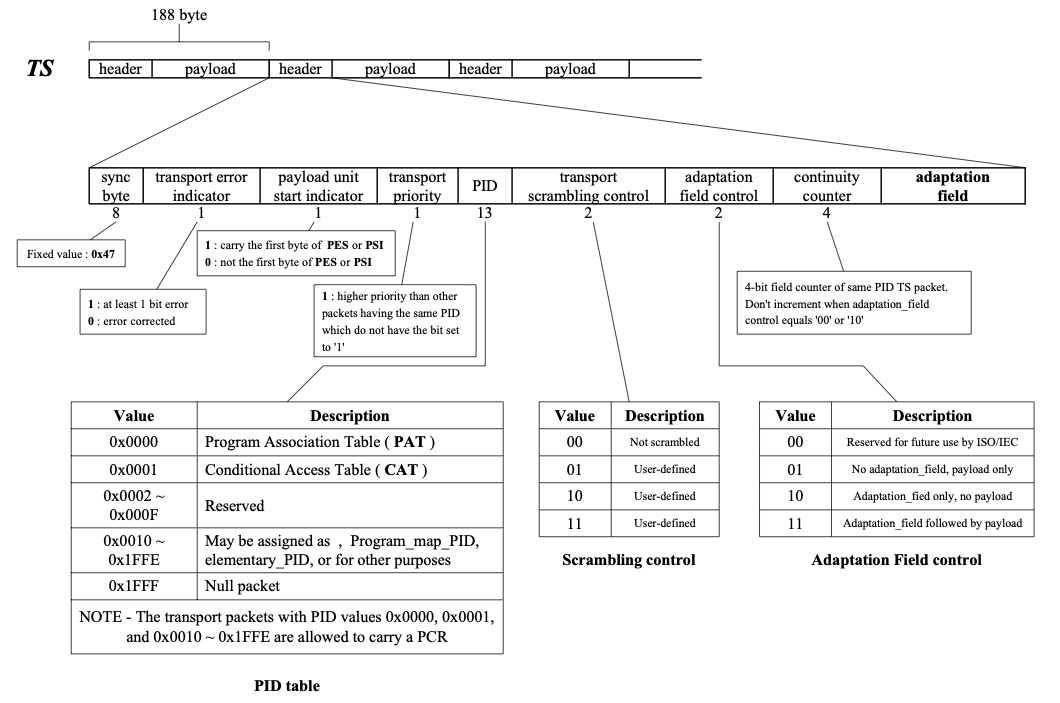 188 byte
TS
header payload header payload header payload
sync byte
transport error indicator
payload unit start indicator
transport priority
PID
transport scrambling control
adaptation field control
continuity counter
adaptation field
8 1 1 1 13 2 2 4
Fixed value : 0x47
1 : at least 1 bit error
0 : error corrected
1 : carry the first byte of PES or PSI
0 : not the first byte of PES or PSI
1 : higher priority than other
packets having the same PID
which do not have the bit set
to '1'
4-bit field counter of same PID TS packet.
Don't increment when adaptation_field
control equals '00' or '10'
Value Description
0x0000 Program Association Table ( PAT )
0x0001 Conditional Access Table ( CAT )
0x0002 ~ 0x000F Reserved
0x0010 ~ 0x1FFE May be assigned as , Program_map_PID,
elementary_PID, or for other purposes
0x1FFF Null packet
NOTE - The transport packets with PID values 0x0000, 0x0001,
and 0x0010 ~ 0x1FFE are allowed to carry a PCR
PID table
Value Description
00 Not scrambled
01 User-defined
10 User-defined
11 User-defined
Scrambling control
Value Description
00 Reserved for future use by ISO/IEC
01 No adaptation_field, payload only
10 Adaptation_fied only, no payload
11 Adaptation_field followed by payload
Adaptation Field control